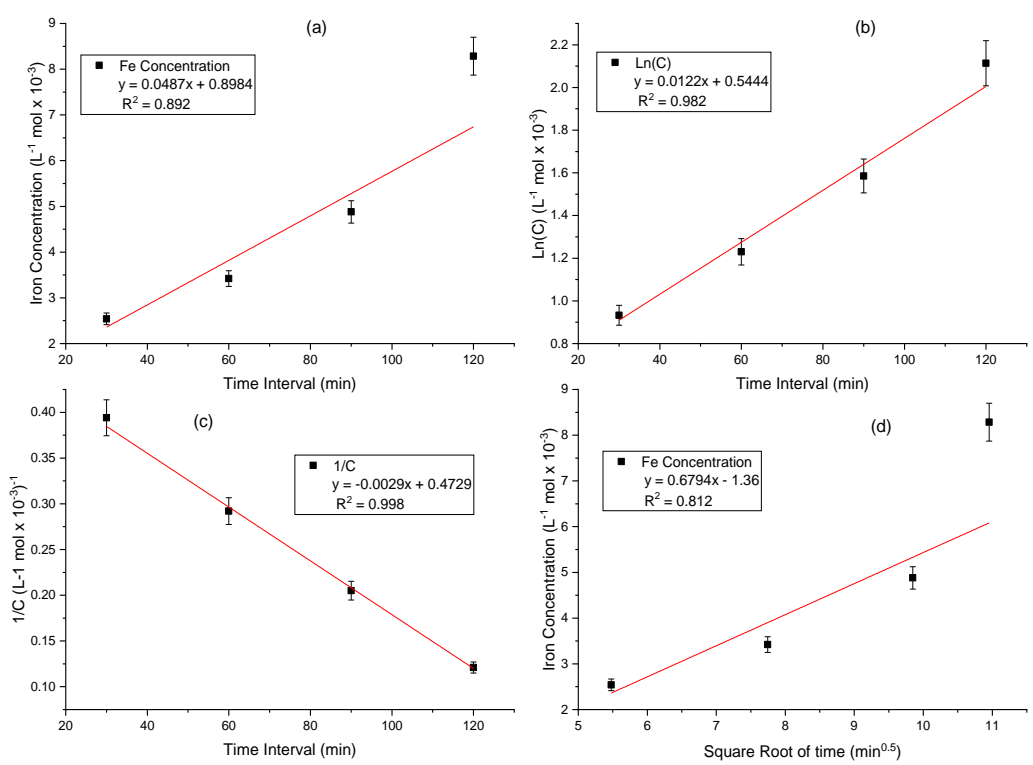 (a)
Fe Concentration
y = 0.0487x + 0.8984
R² = 0.892
Iron Concentration (L⁻¹ mol x 10⁻³)
9
8
7
6
5
4
3
2
20 40 60 80 100 120
Time Interval (min)
(b)
Ln(C)
y = 0.0122x + 0.5444
R² = 0.982
Ln(C) (L⁻¹ mol x 10⁻³)
2.2
2.0
1.8
1.6
1.4
1.2
1.0
0.8
20 40 60 80 100 120
Time Interval (min)
(c)
1/C
y = -0.0029x + 0.4729
R² = 0.998
1/C (L-1 mol x 10⁻³)⁻¹
0.40
0.35
0.30
0.25
0.20
0.15
0.10
20 40 60 80 100 120
Time Interval (min)
(d)
Fe Concentration
y = 0.6794x - 1.36
R² = 0.812
Iron Concentration (L⁻¹ mol x 10⁻³)
9
8
7
6
5
4
3
2
5 6 7 8 9 10 11
Square Root of time (min⁰·⁵)